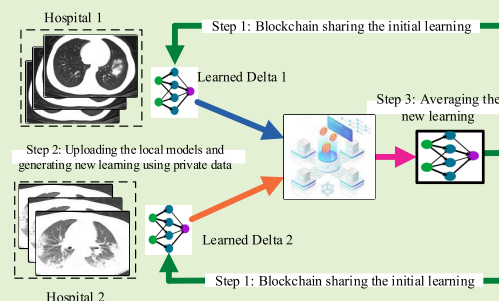 Hospital 1
Step 1: Blockchain sharing the initial learning
Learned Delta 1
Step 3: Averaging the
new learning
Step 2: Uploading the local models and
generating new learning using private data
Learned Delta 2
Step 1: Blockchain sharing the initial learning
Hospital 2